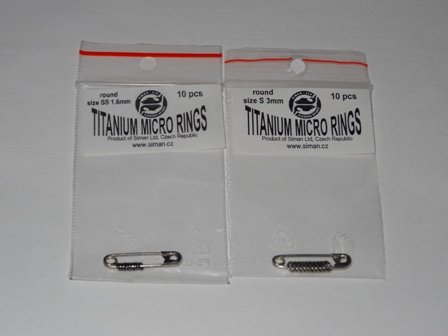 round
size SS 1.6mm
10 pcs
TITANIUM MICRO RINGS
Product of Siman Ltd, Czech Republic
www.siman.cz
round
size S 3mm
10 pcs
TITANIUM MICRO RINGS
Product of Siman Ltd, Czech Republic
www.siman.cz